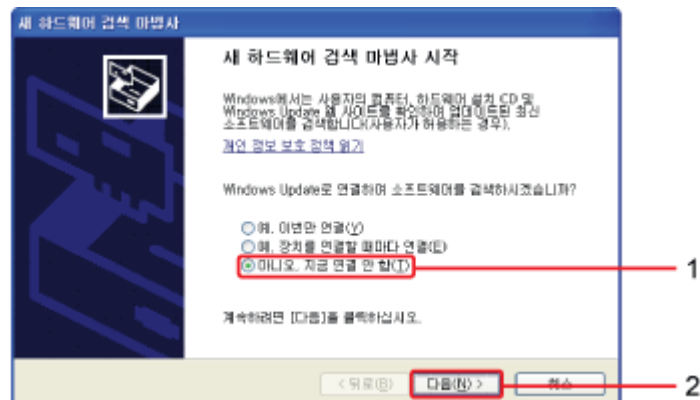 새 하드웨어 검색 마법사
새 하드웨어 검색 마법사 시작
Windows에서는 사용자의 컴퓨터, 하드웨어 설치 CD 및
Windows Update 웹 사이트를 확인하여 업데이트된 최신
소프트웨어를 검색합니다(사용자가 허용하는 경우).
개인 정보 보호 정책 읽기
Windows Update로 연결하여 소프트웨어를 검색하시겠습니까?
예, 이번만 연결(Y)
예, 장치를 연결할 때마다 연결(E)
아니오, 지금 연결 안 함(T)
1
계속하려면 [다음]을 클릭하십시오.
< 뒤로(B)
다음(N) >
취소
2